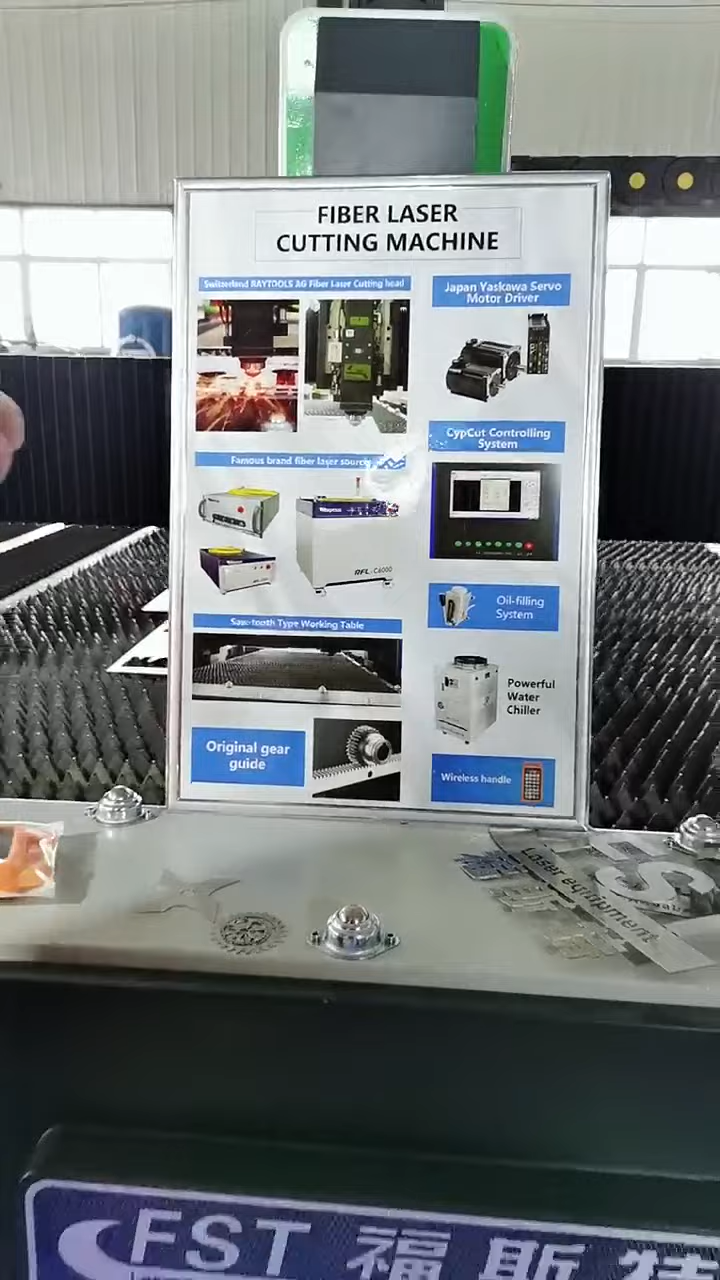 FIBER LASER
CUTTING MACHINE
Switzerland RAYTOOLS AG Fiber Laser Cutting head
Japan Yaskawa Servo
Motor Driver
CypCut Controlling
System
Famous brand fiber laser source
Raycus
RFL-C6000
Oil-filling
System
Saw-tooth Type Working Table
Powerful
Water
Chiller
Original gear
guide
Wireless handle
Laser equipment
FST 福斯特